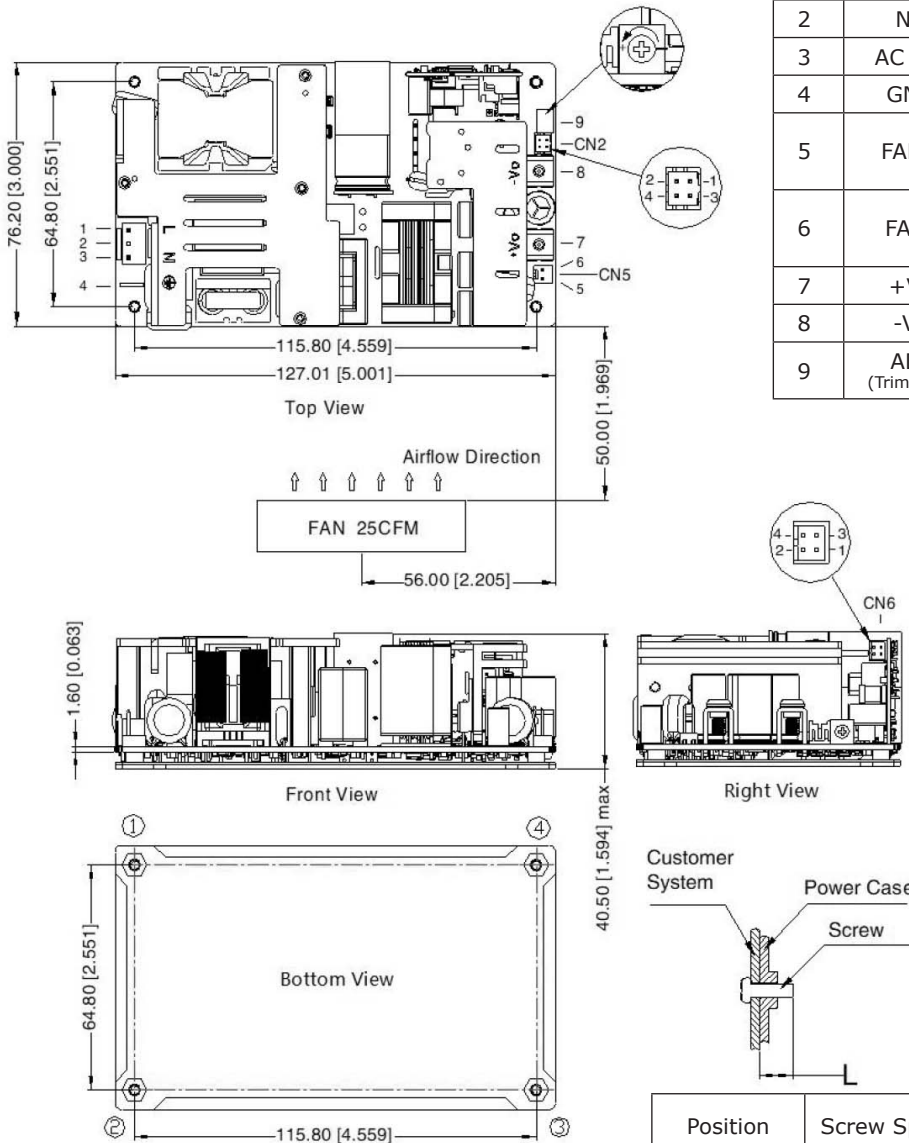 9
CN2
2 1
4 3
8
7
6
CN5
5
1
2
3
4
L
N
-Vo
+Vo
76.20 [3.000]
64.80 [2.551]
115.80 [4.559]
127.01 [5.001]
Top View
50.00 [1.969]
Airflow Direction
FAN 25CFM
56.00 [2.205]
2 N
3 AC
4 GN
5 FA
6 FA
7 +V
8 -V
9 A
(Trim
4 3
2 1
CN6
1.60 [0.063]
Front View
40.50 [1.594] max
Right View
① ④
64.80 [2.551]
Bottom View
② ③
115.80 [4.559]
Customer
System
Power Case
Screw
L
Position Screw S